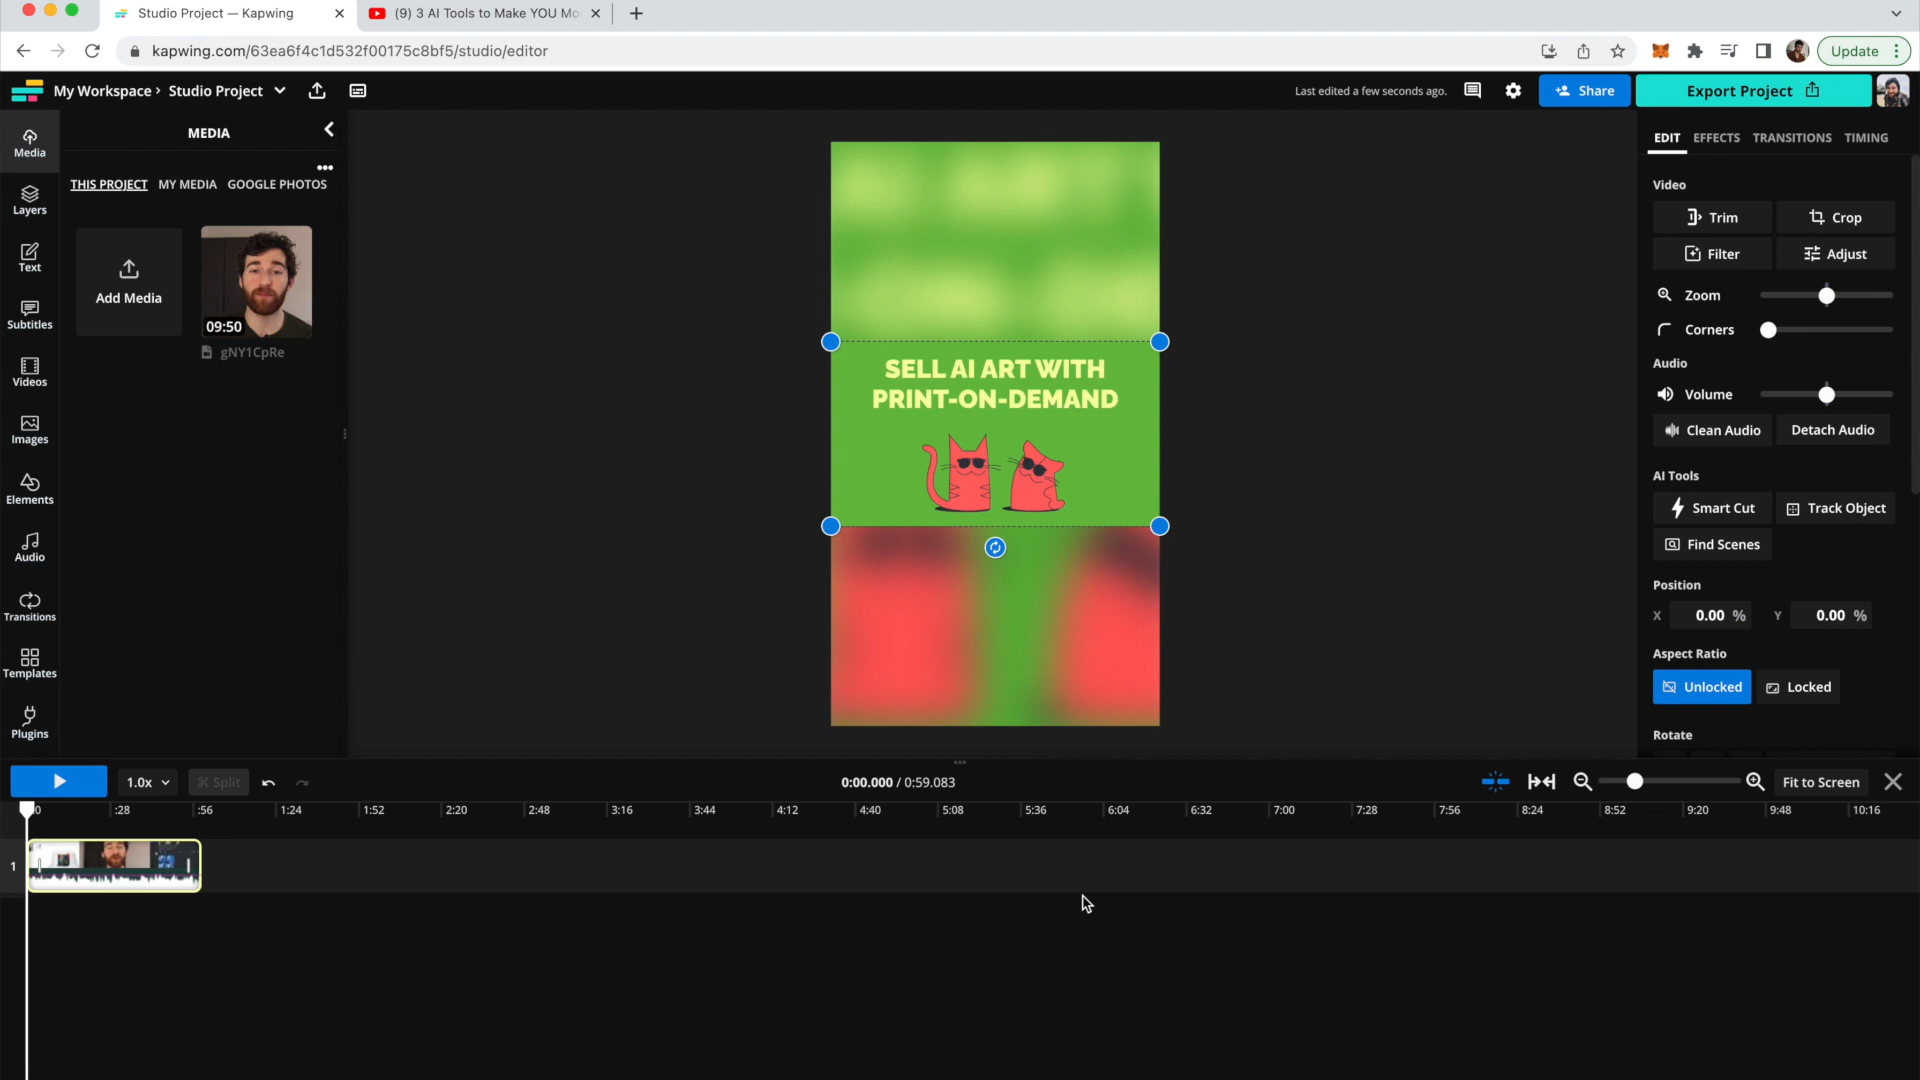 Studio Project — Kapwing
(9) 3 AI Tools to Make YOU Mo
kapwing.com/63ea6f4c1d532f00175c8bf5/studio/editor
Update
My Workspace › Studio Project
Last edited a few seconds ago.
Share
Export Project
Media
Layers
Text
Subtitles
Videos
Images
Elements
Audio
Transitions
Templates
Plugins
MEDIA
THIS PROJECT MY MEDIA GOOGLE PHOTOS
Add Media
09:50
gNY1CpRe
SELL AI ART WITH
PRINT-ON-DEMAND
EDIT EFFECTS TRANSITIONS TIMING
Video
Trim Crop
Filter Adjust
Zoom
Corners
Audio
Volume
Clean Audio Detach Audio
AI Tools
Smart Cut Track Object
Find Scenes
Position
X 0.00 % Y 0.00 %
Aspect Ratio
Unlocked Locked
Rotate
1.0x Split 0:00.000 / 0:59.083 Fit to Screen
:0 :28 :56 1:24 1:52 2:20 2:48 3:16 3:44 4:12 4:40 5:08 5:36 6:04 6:32 7:00 7:28 7:56 8:24 8:52 9:20 9:48 10:16
1